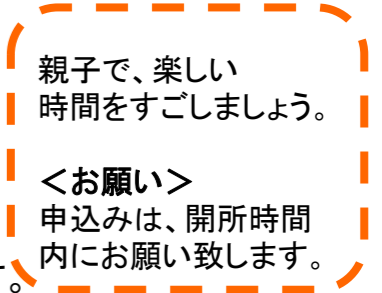 親子で、楽しい
時間をすごしましょう。
＜お願い＞
申込みは、開所時間
内にお願い致します。
。